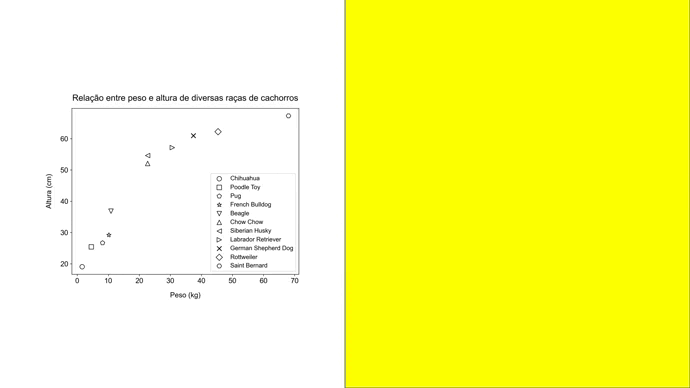 Relação entre peso e altura de diversas raças de cachorros
Altura (cm)
60
50
40
30
20
Chihuahua
Poodle Toy
Pug
French Bulldog
Beagle
Chow Chow
Siberian Husky
Labrador Retriever
German Shepherd Dog
Rottweiler
Saint Bernard
0 10 20 30 40 50 60 70
Peso (kg)